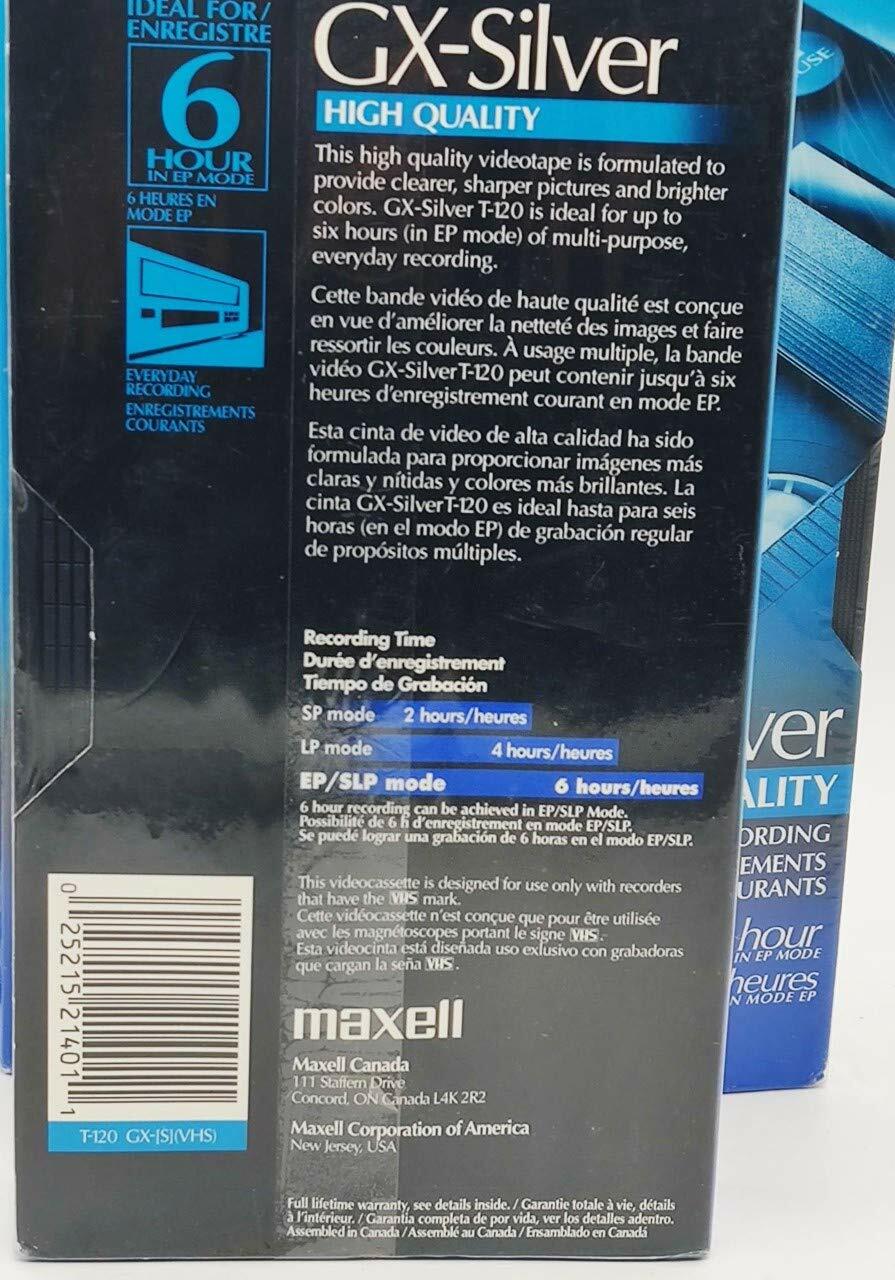 IDEAL FOR /
ENREGISTRE
6
HOUR
IN EP MODE
6 HEURES EN
MODE EP
EVERYDAY
RECORDING
ENREGISTREMENTS
COURANTS
GX-Silver
HIGH QUALITY
This high quality videotape is formulated to
provide clearer, sharper pictures and brighter
colors. GX-Silver T-120 is ideal for up to
six hours (in EP mode) of multi-purpose,
everyday recording.
Cette bande vidéo de haute qualité est conçue
en vue d'améliorer la netteté des images et faire
ressortir les couleurs. À usage multiple, la bande
vidéo GX-Silver T-120 peut contenir jusqu'à six
heures d'enregistrement courant en mode EP.
Esta cinta de video de alta calidad ha sido
formulada para proporcionar imágenes más
claras y nítidas y colores más brillantes. La
cinta GX-Silver T-120 es ideal hasta para seis
horas (en el modo EP) de grabación regular
de propósitos múltiples.
Recording Time
Durée d'enregistrement
Tiempo de Grabación
SP mode 2 hours/heures
LP mode 4 hours/heures
EP/SLP mode 6 hours/heures
6 hour recording can be achieved in EP/SLP Mode.
Possibilité de 6 h d'enregistrement en mode EP/SLP.
Se puedé lograr una grabación de 6 horas en el modo EP/SLP.
This videocassette is designed for use only with recorders
that have the VHS mark.
Cette vidéocassette n'est conçue que pour être utilisée
avec les magnétoscopes portant le signe VHS.
Esta videocinta está diseñada uso exlusivo con grabadoras
que cargan la seña VHS.
maxell
Maxell Canada
111 Staffern Drive
Concord, ON Canada L4K 2R2
Maxell Corporation of America
New Jersey, USA
Full lifetime warranty, see details inside. / Garantie totale à vie, détails
à l'intérieur. / Garantía completa de por vida, ver los detalles adentro.
Assembled in Canada / Assemblé au Canada / Ensamblado en Canadá
0 25215 21401 1
T-120 GX-[S](VHS)
USE
ver
ALITY
ORDING
EMENTS
URANTS
hour
IN EP MODE
heures
N MODE EP